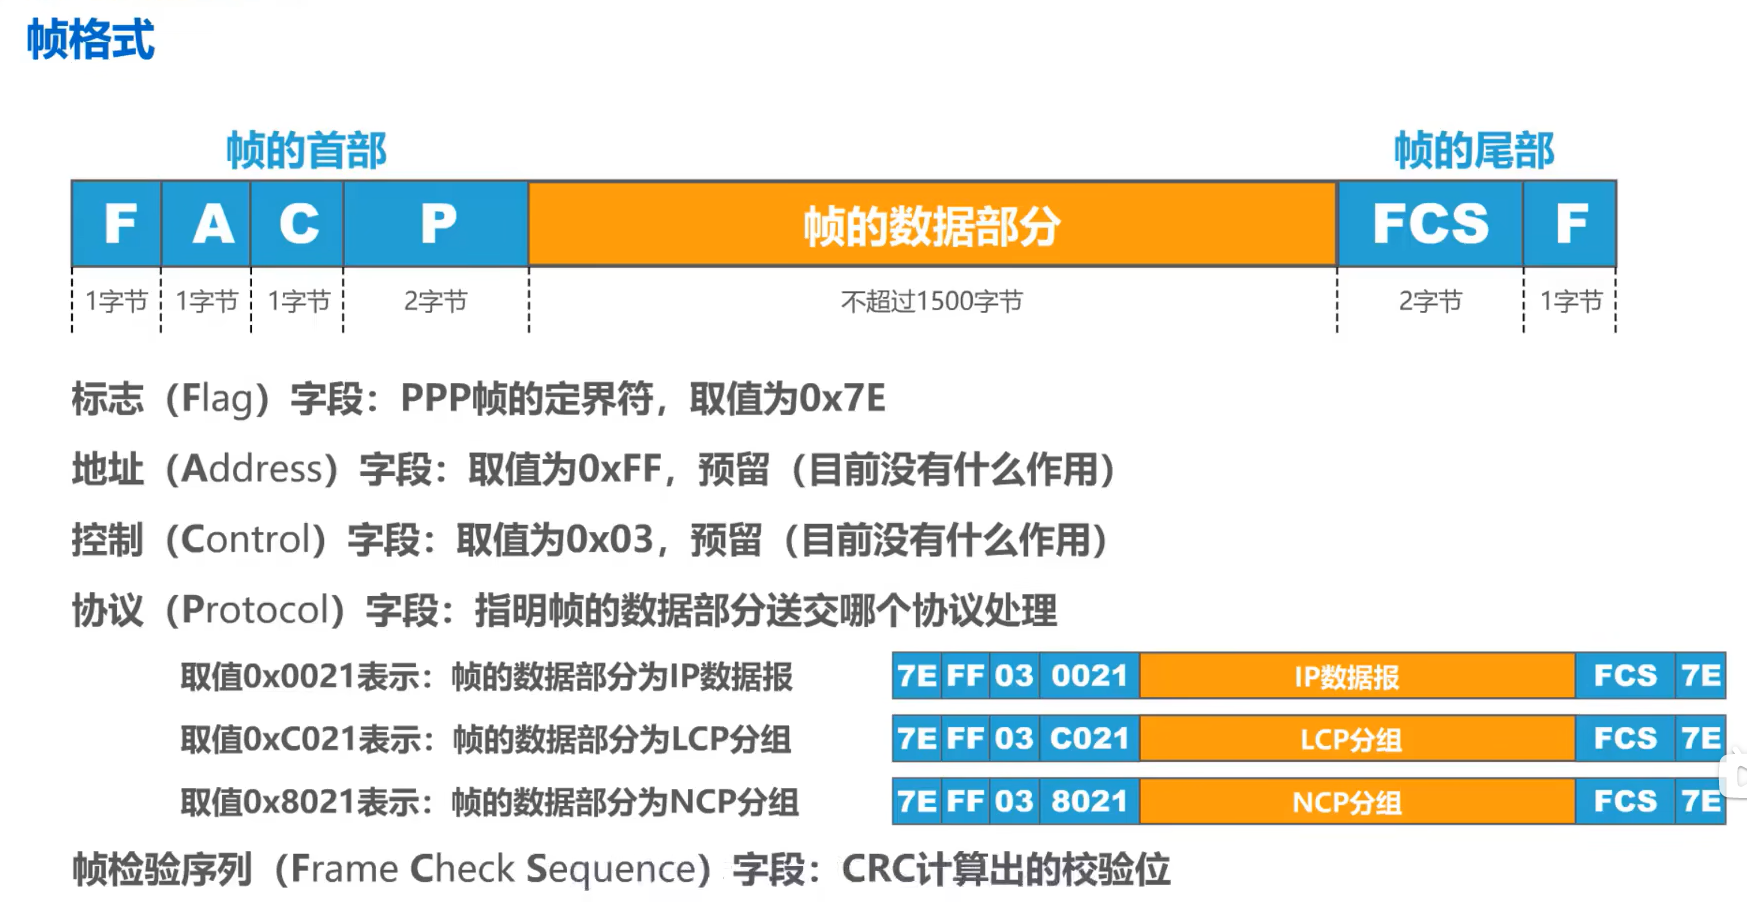 帧格式
帧的首部
帧的尾部
F A C P 帧的数据部分 FCS F
1字节 1字节 1字节 2字节 不超过1500字节 2字节 1字节
标志（Flag）字段：PPP帧的定界符，取值为0x7E
地址（Address）字段：取值为0xFF，预留（目前没有什么作用）
控制（Control）字段：取值为0x03，预留（目前没有什么作用）
协议（Protocol）字段：指明帧的数据部分送交哪个协议处理
取值0x0021表示：帧的数据部分为IP数据报
7E FF 03 0021 IP数据报 FCS 7E
取值0xC021表示：帧的数据部分为LCP分组
7E FF 03 C021 LCP分组 FCS 7E
取值0x8021表示：帧的数据部分为NCP分组
7E FF 03 8021 NCP分组 FCS 7E
帧检验序列（Frame Check Sequence）字段：CRC计算出的校验位